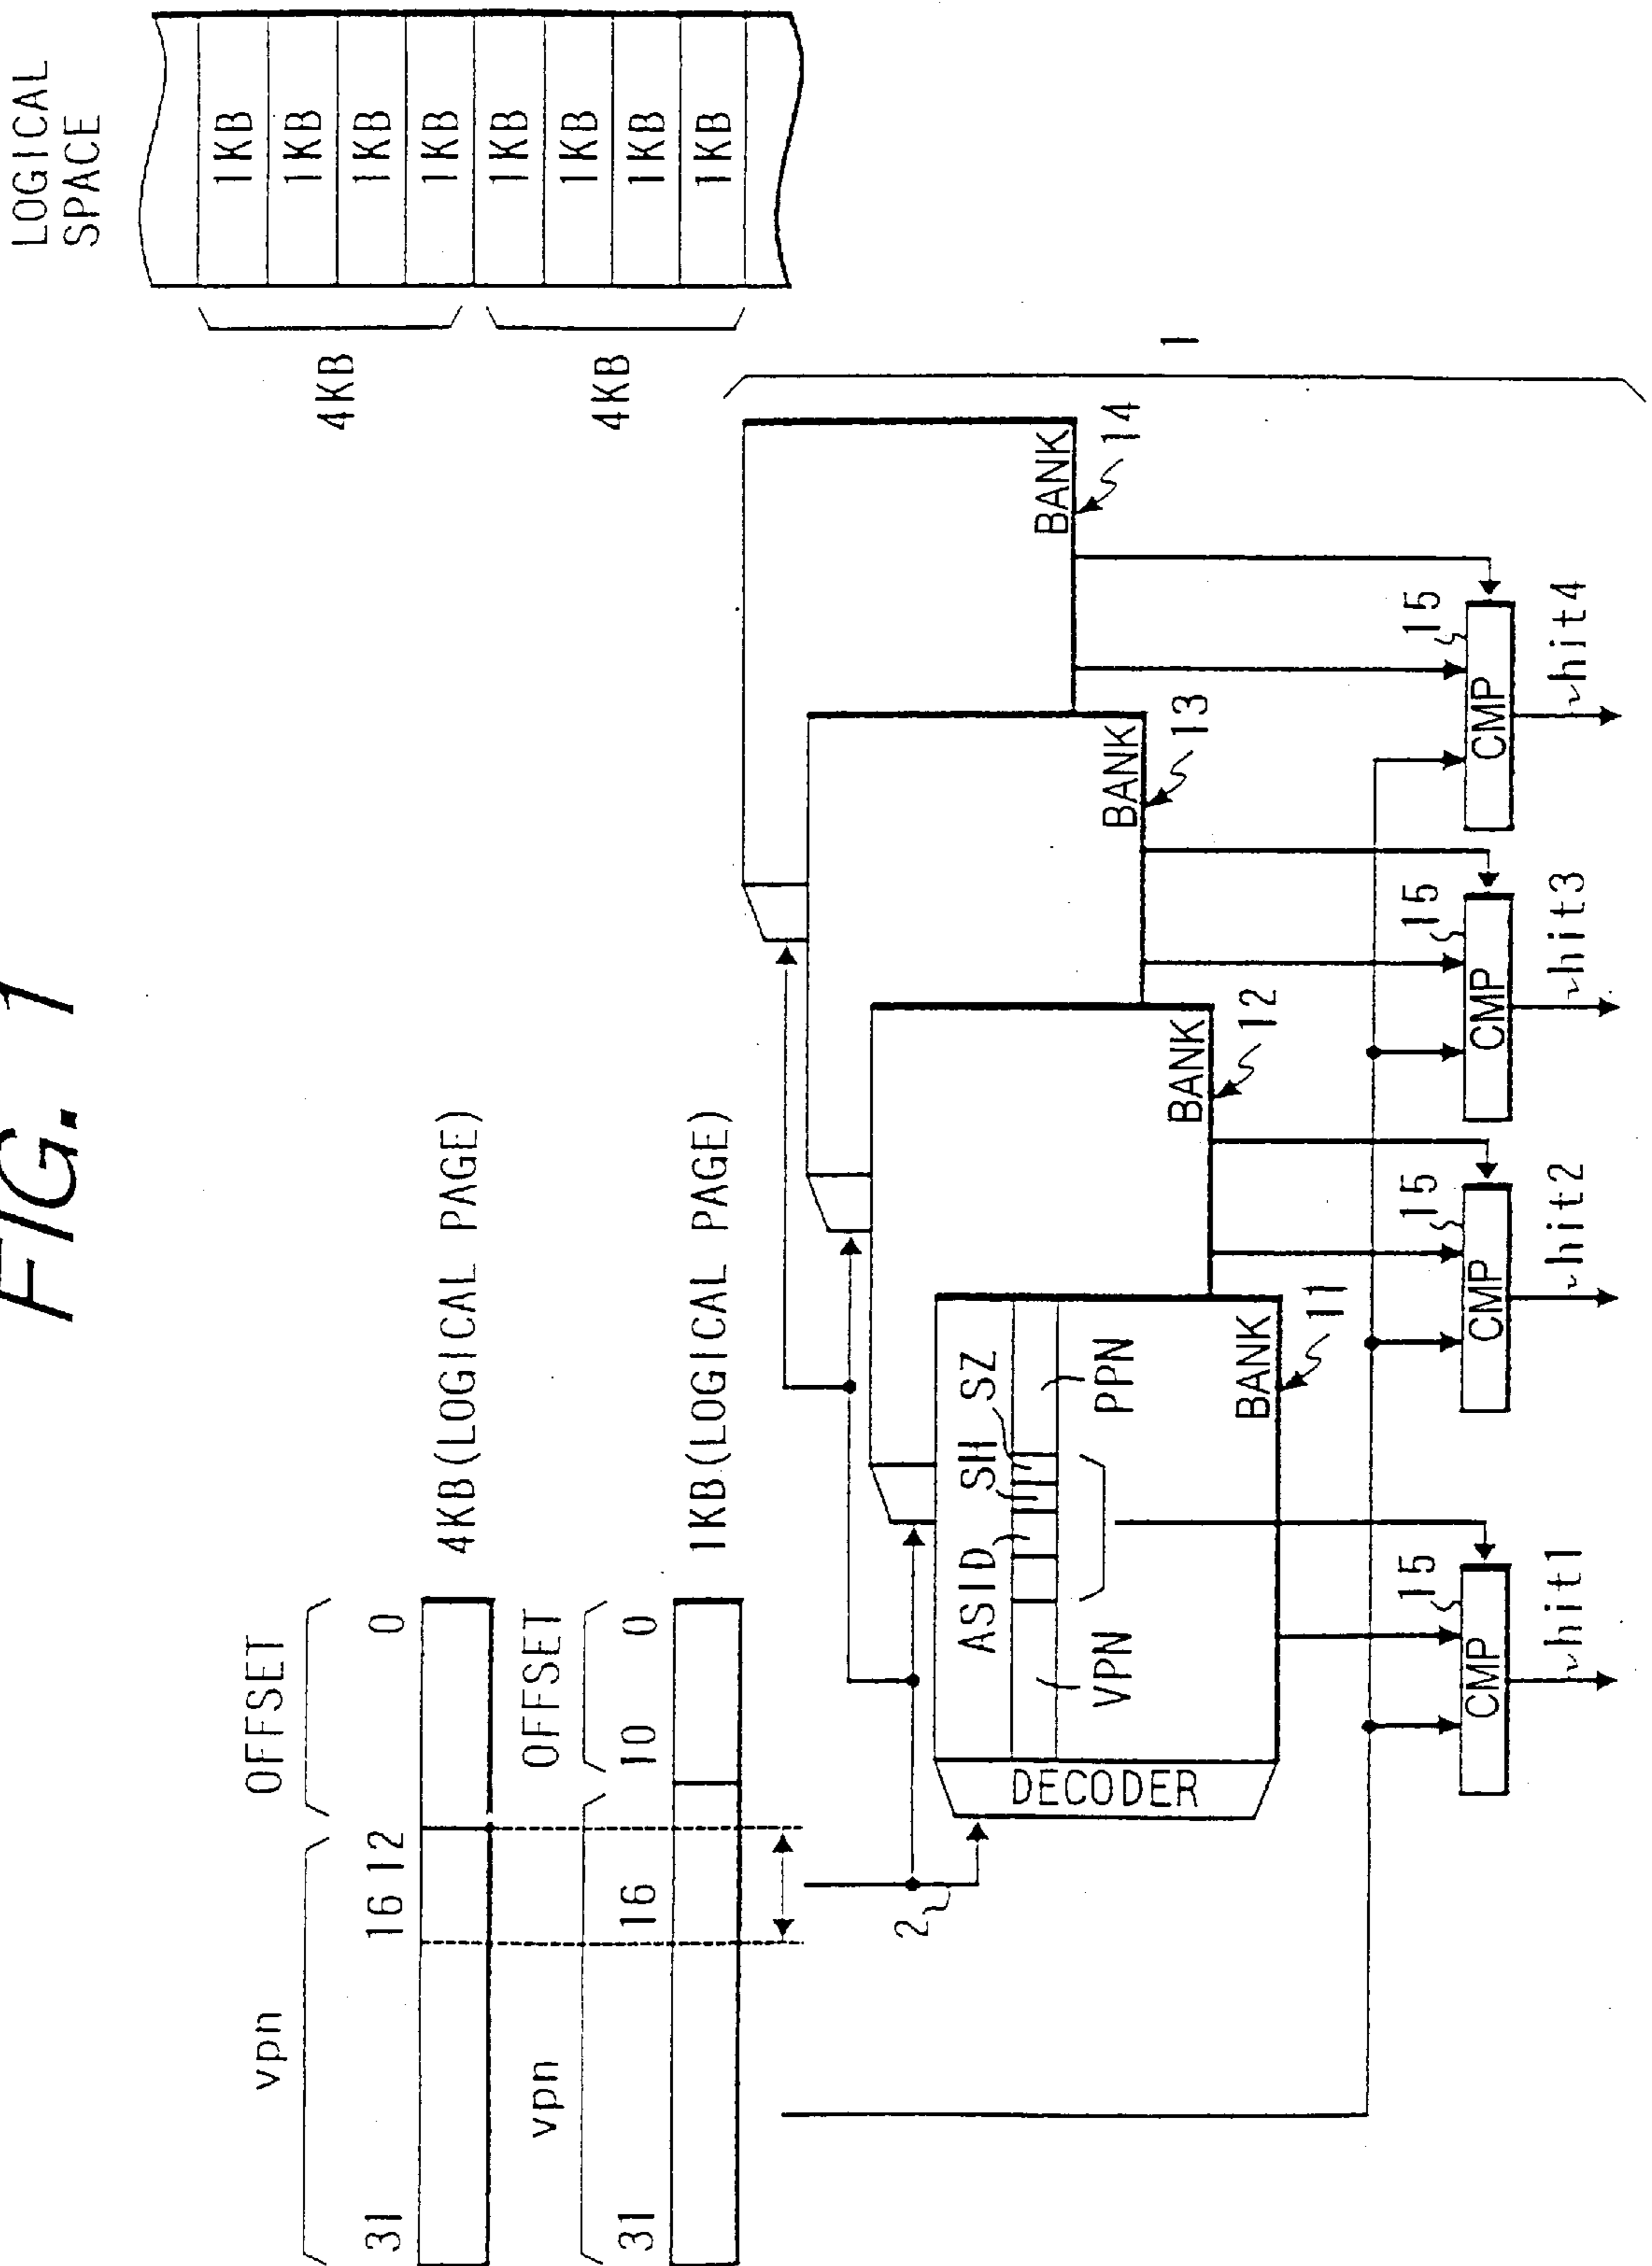 FIG. 1
LOGICAL
SPACE
1KB
1KB
1KB
1KB
1KB
1KB
1KB
1KB
4KB
4KB
vpn
OFFSET
31
16
12
0
4KB (LOGICAL PAGE)
vpn
OFFSET
31
16
10
0
1KB (LOGICAL PAGE)
2
1
DECODER
ASID
SH
SZ
VPN
PPN
BANK
11
BANK
12
BANK
13
BANK
14
CMP
15
hit1
CMP
15
hit2
CMP
15
hit3
CMP
15
hit4